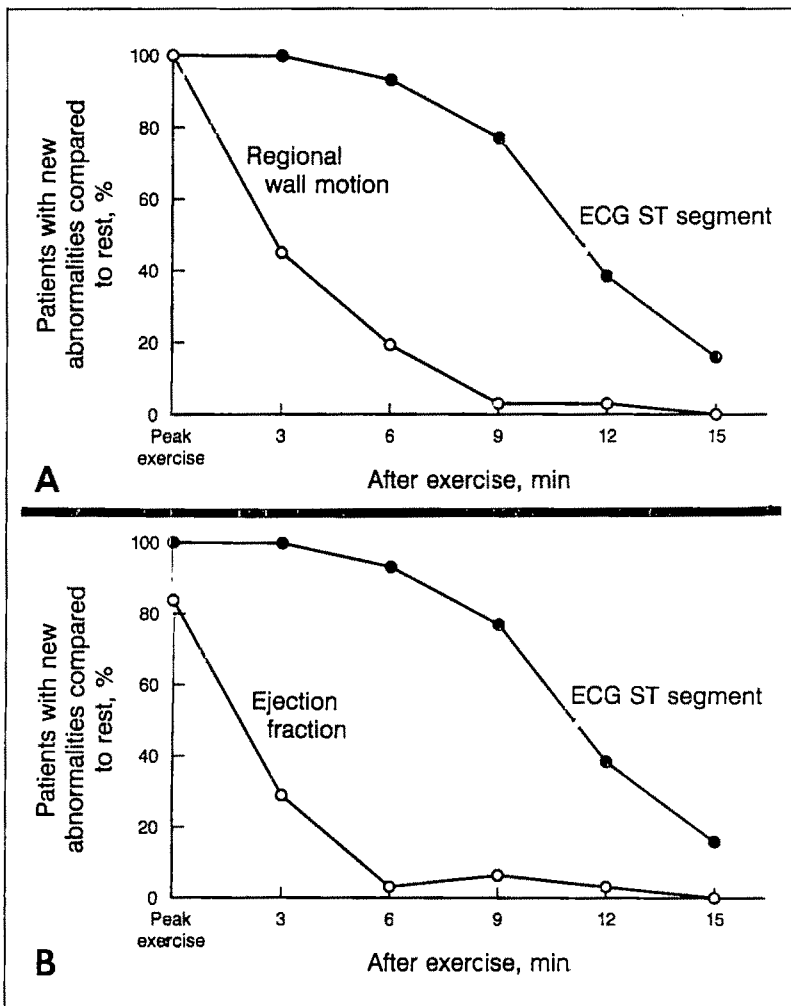 Patients with new
abnormalities compared
to rest, %
100
80
60
40
20
0
Regional
wall motion
ECG ST segment
Peak
exercise
3
6
9
12
15
After exercise, min
A
Patients with new
abnormalities compared
to rest, %
100
80
60
40
20
0
Ejection
fraction
ECG ST segment
Peak
exercise
3
6
9
12
15
After exercise, min
B